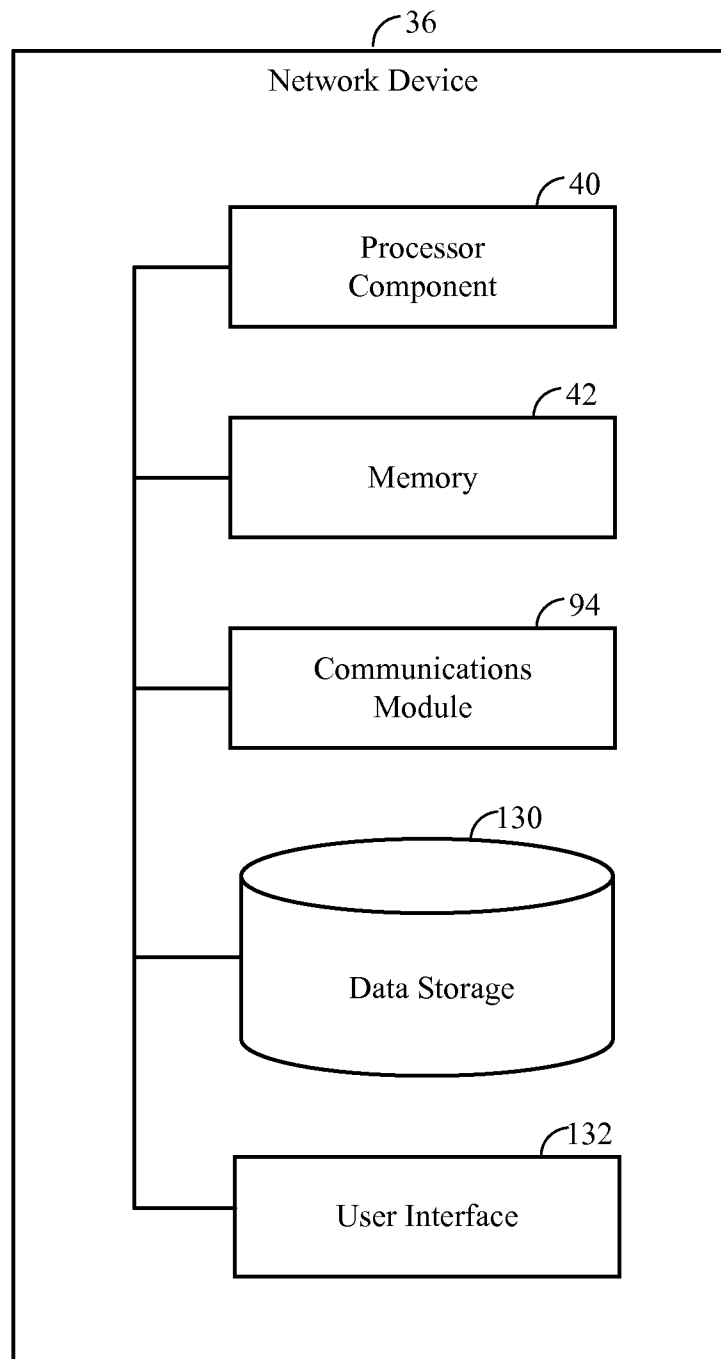 36
Network Device
40
Processor
Component
42
Memory
94
Communications
Module
130
Data Storage
132
User Interface